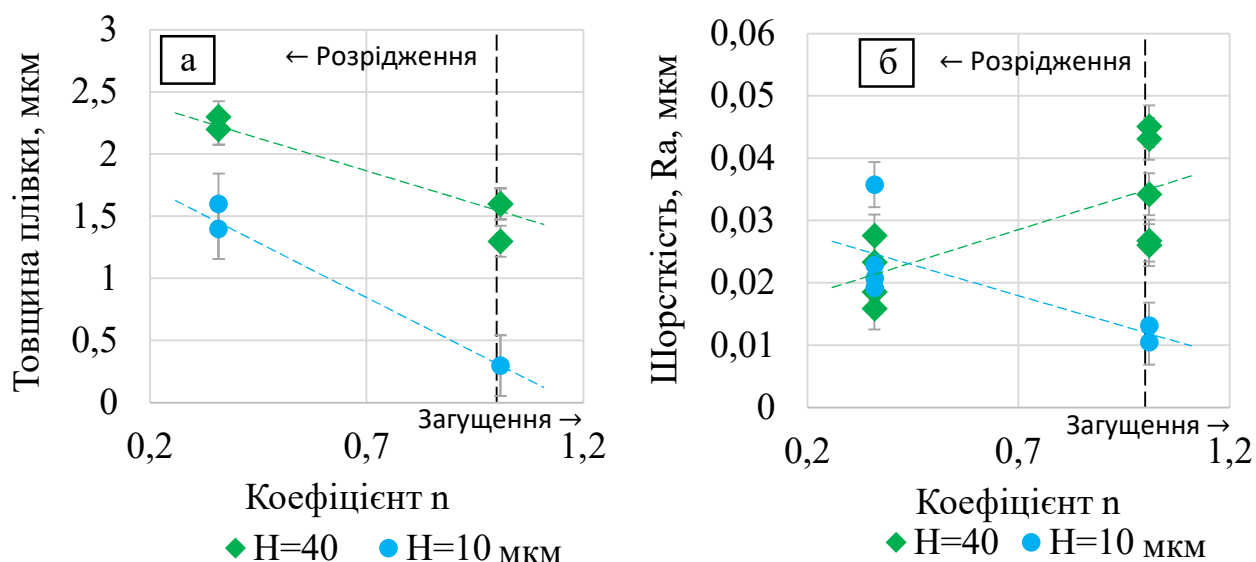 Товщина плівки, мкм
3
2,5
2
1,5
1
0,5
0
а
← Розрідження
Загущення →
0,2
0,7
1,2
Коефіцієнт n
H=40
H=10 мкм
Шорсткість, Ra, мкм
0,06
0,05
0,04
0,03
0,02
0,01
0
б
← Розрідження
Загущення →
0,2
0,7
1,2
Коефіцієнт n
H=40
H=10 мкм